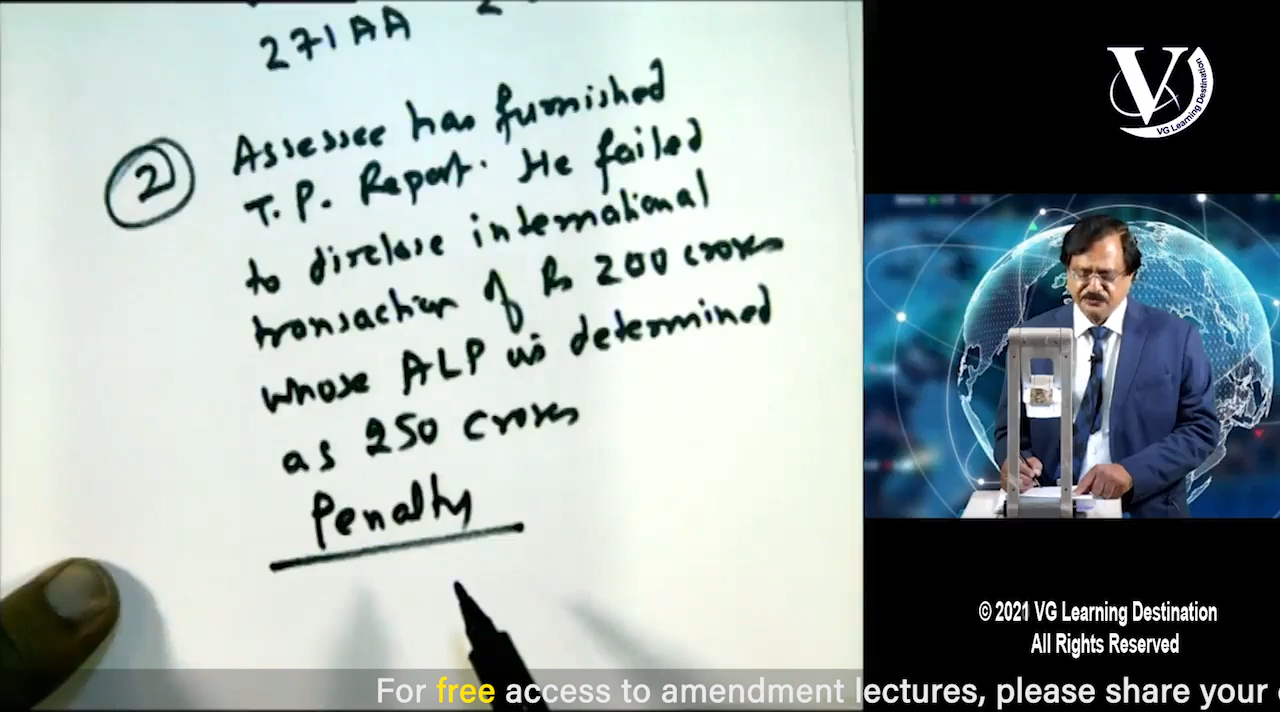 271AA 2
2 Assessee has furnished
T.P. Report. He failed
to disclose international
transaction of Rs 200 crores
whose ALP is determined
as 250 crores
Penalty
V
VG Learning Destination
© 2021 VG Learning Destination
All Rights Reserved
For free access to amendment lectures, please share your